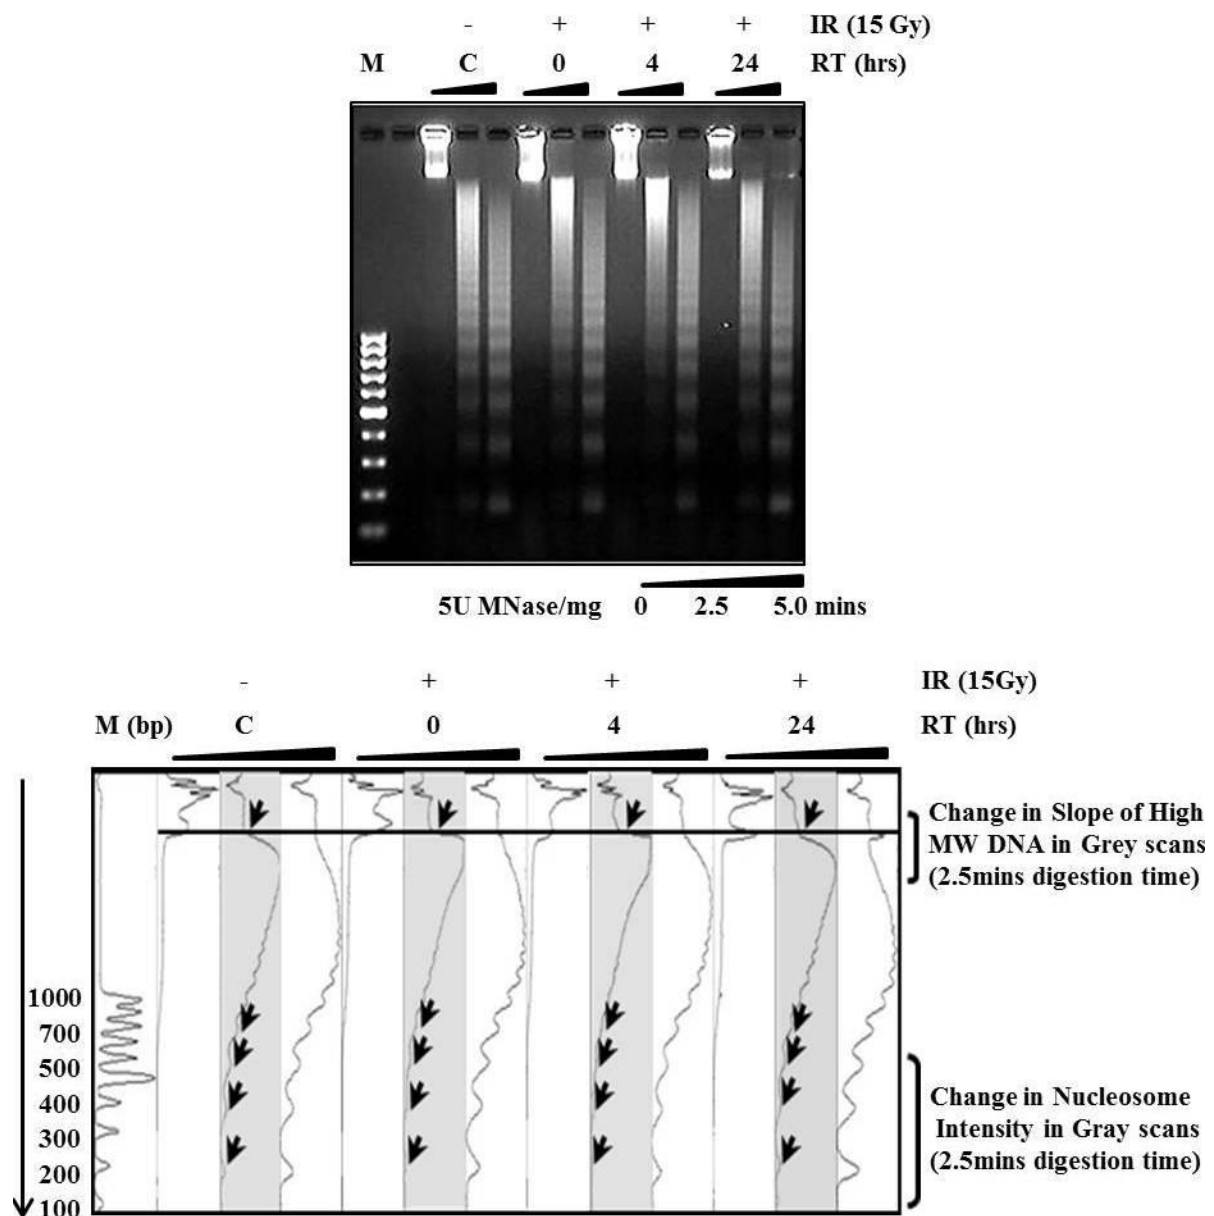 - + + + IR (15 Gy)
M C 0 4 24 RT (hrs)
5U MNase/mg 0 2.5 5.0 mins
- + + + IR (15Gy)
M (bp) C 0 4 24 RT (hrs)
Change in Slope of High
MW DNA in Grey scans
(2.5mins digestion time)
1000
700
500
400
300
200
100
Change in Nucleosome
Intensity in Gray scans
(2.5mins digestion time)